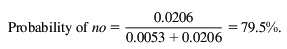 Probability of no = 0.0206 / 0.0053 + 0.0206 = 79.5%.